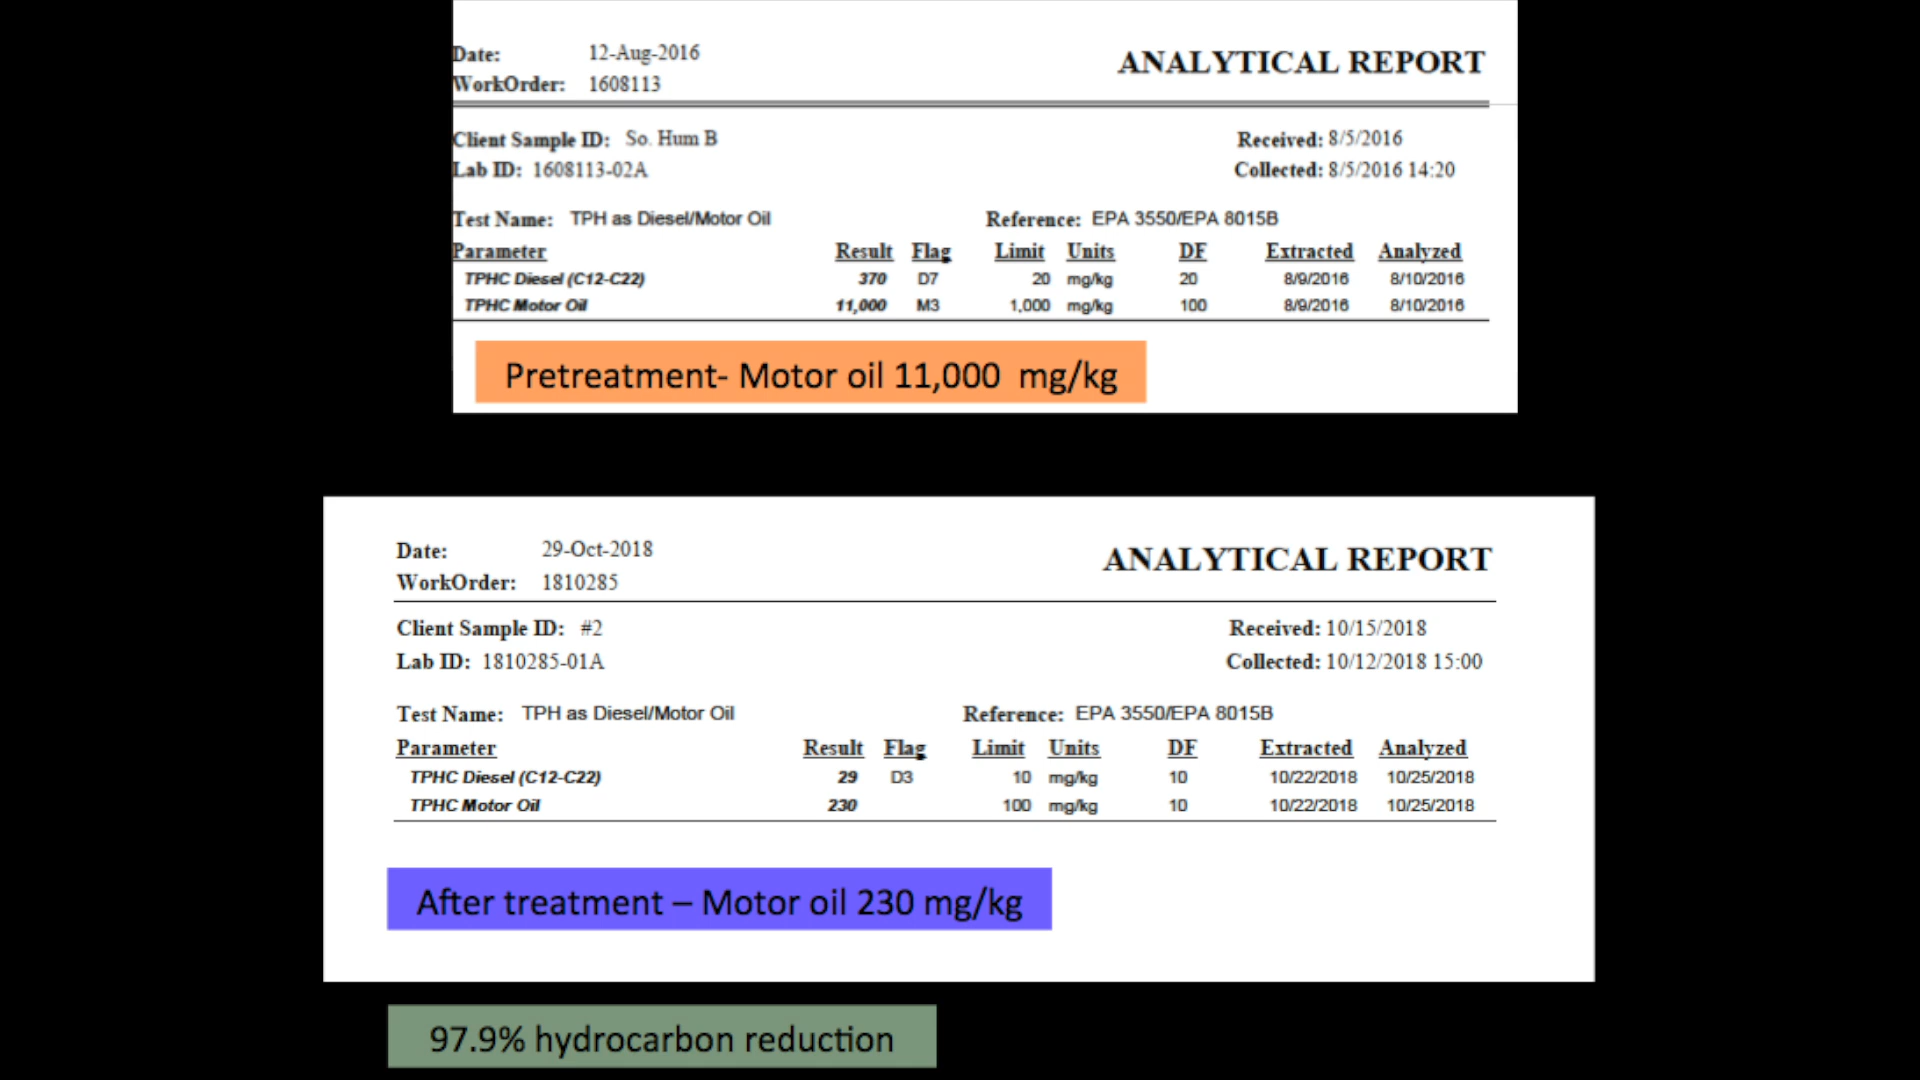 Date: 12-Aug-2016
ANALYTICAL REPORT
WorkOrder: 1608113
Client Sample ID: So. Hum B Received: 8/5/2016
Lab ID: 1608113-02A Collected: 8/5/2016 14:20
Test Name: TPH as Diesel/Motor Oil Reference: EPA 3550/EPA 8015B
Parameter Result Flag Limit Units DF Extracted Analyzed
TPHC Diesel (C12-C22) 370 D7 20 mg/kg 20 8/9/2016 8/10/2016
TPHC Motor Oil 11,000 M3 1,000 mg/kg 100 8/9/2016 8/10/2016
Pretreatment- Motor oil 11,000 mg/kg
Date: 29-Oct-2018
ANALYTICAL REPORT
WorkOrder: 1810285
Client Sample ID: #2 Received: 10/15/2018
Lab ID: 1810285-01A Collected: 10/12/2018 15:00
Test Name: TPH as Diesel/Motor Oil Reference: EPA 3550/EPA 8015B
Parameter Result Flag Limit Units DF Extracted Analyzed
TPHC Diesel (C12-C22) 29 D3 10 mg/kg 10 10/22/2018 10/25/2018
TPHC Motor Oil 230 100 mg/kg 10 10/22/2018 10/25/2018
After treatment – Motor oil 230 mg/kg
97.9% hydrocarbon reduction